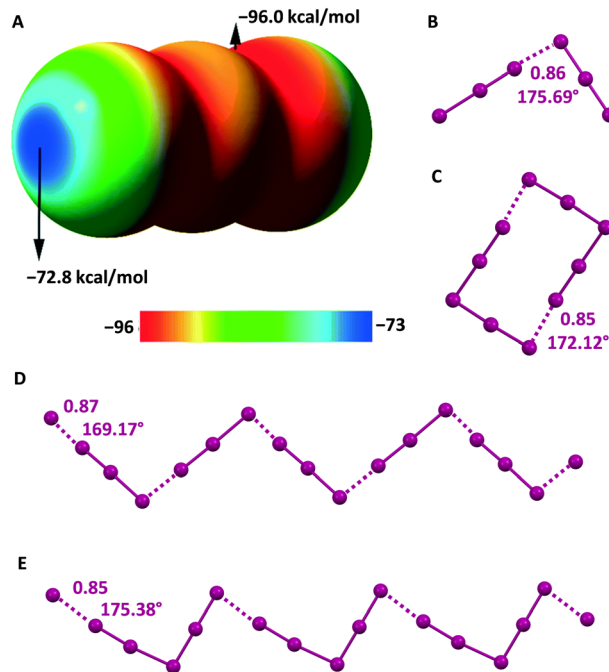 A
−96.0 kcal/mol
−72.8 kcal/mol
−96
−73
B
0.86
175.69°
C
0.85
172.12°
D
0.87
169.17°
E
0.85
175.38°